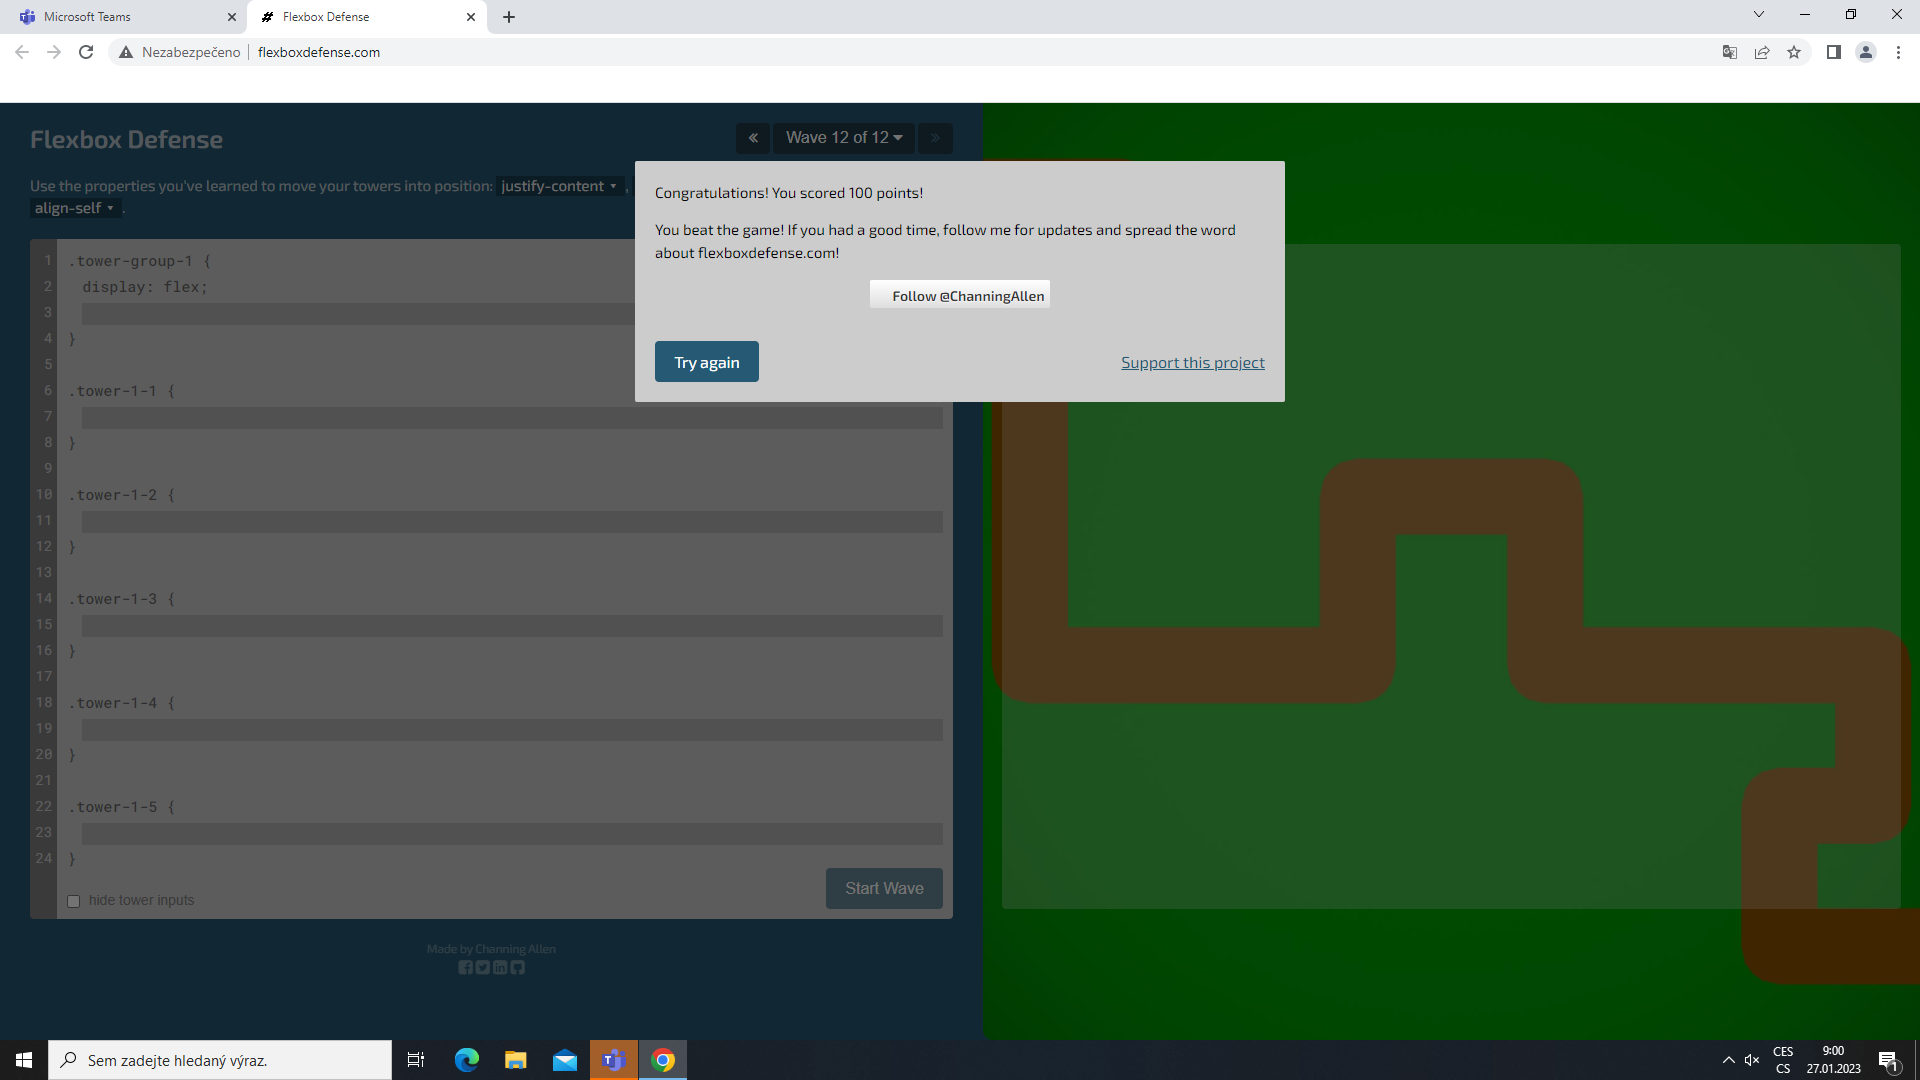 Microsoft Teams
Flexbox Defense
Nezabezpečeno
flexboxdefense.com
Flexbox Defense
Wave 12 of 12
Use the properties you've learned to move your towers into position: justify-content ,
align-self .
Congratulations! You scored 100 points!
You beat the game! If you had a good time, follow me for updates and spread the word
about flexboxdefense.com!
Follow @ChanningAllen
Try again
Support this project
1 .tower-group-1 {
2 display: flex;
3
4 }
5
6 .tower-1-1 {
7
8 }
9
10 .tower-1-2 {
11
12 }
13
14 .tower-1-3 {
15
16 }
17
18 .tower-1-4 {
19
20 }
21
22 .tower-1-5 {
23
24 }
hide tower inputs
Start Wave
Made by Channing Allen
Sem zadejte hledaný výraz.
CES
CS
9:00
27.01.2023
1